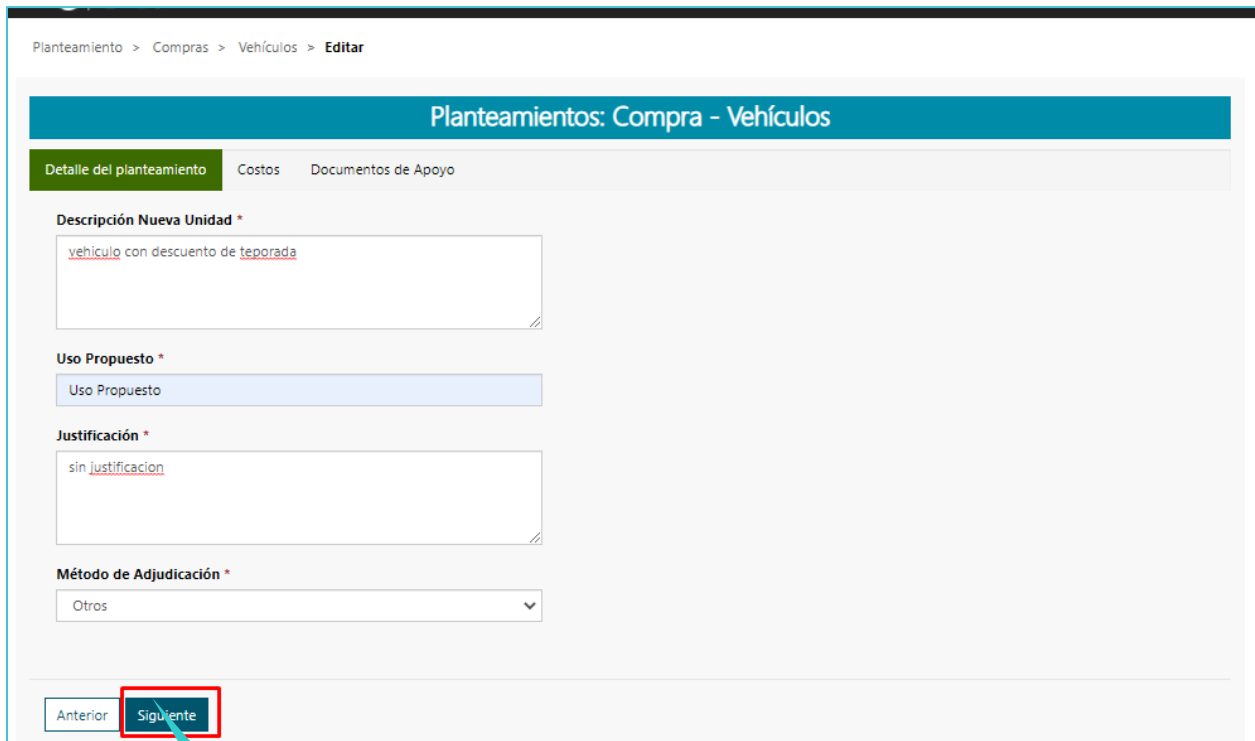 Planteamiento > Compras > Vehículos > Editar
Planteamientos: Compra - Vehículos
Detalle del planteamiento Costos Documentos de Apoyo
Descripción Nueva Unidad *
vehiculo con descuento de teporada
Uso Propuesto *
Uso Propuesto
Justificación *
sin justificacion
Método de Adjudicación *
Otros
Anterior Siguiente